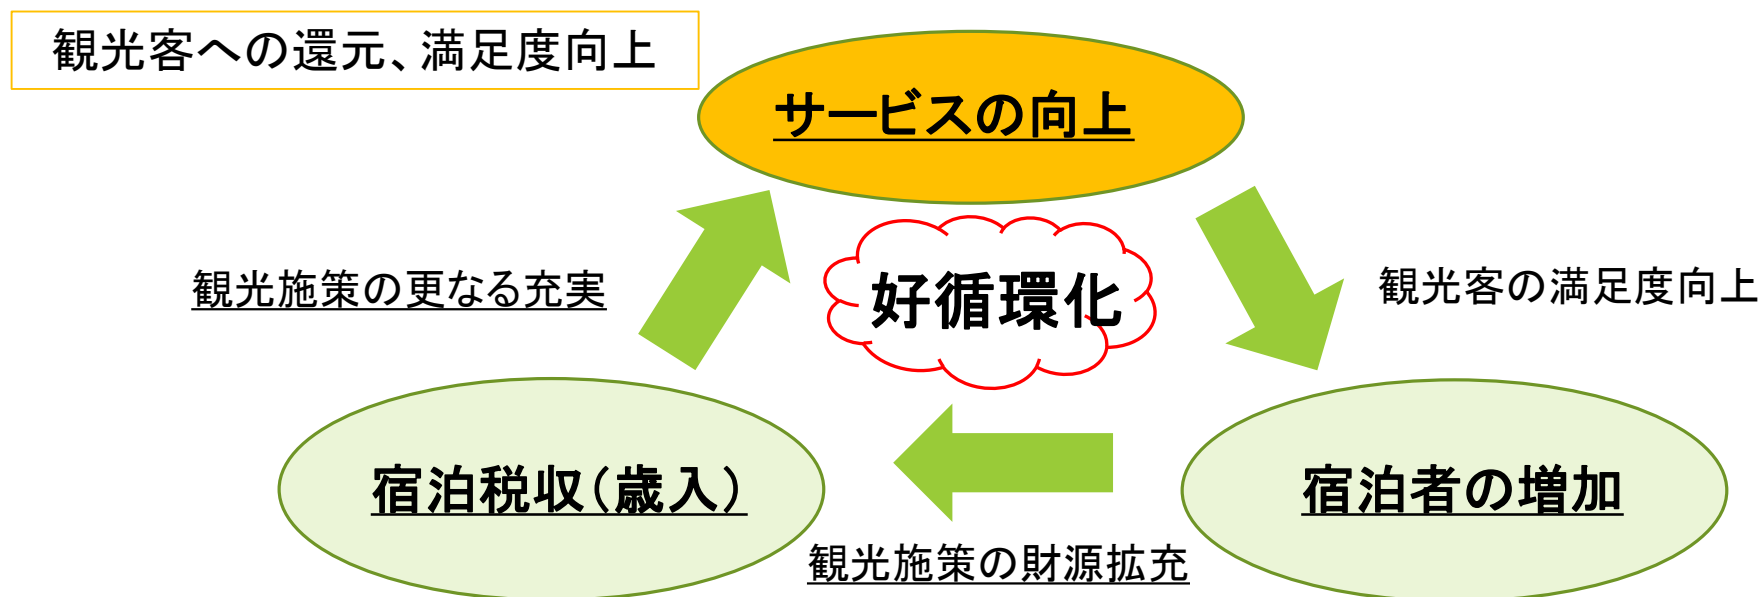 観光客への還元、満足度向上
サービスの向上
観光施策の更なる充実
好循環化
観光客の満足度向上
宿泊税収(歳入)
宿泊者の増加
観光施策の財源拡充